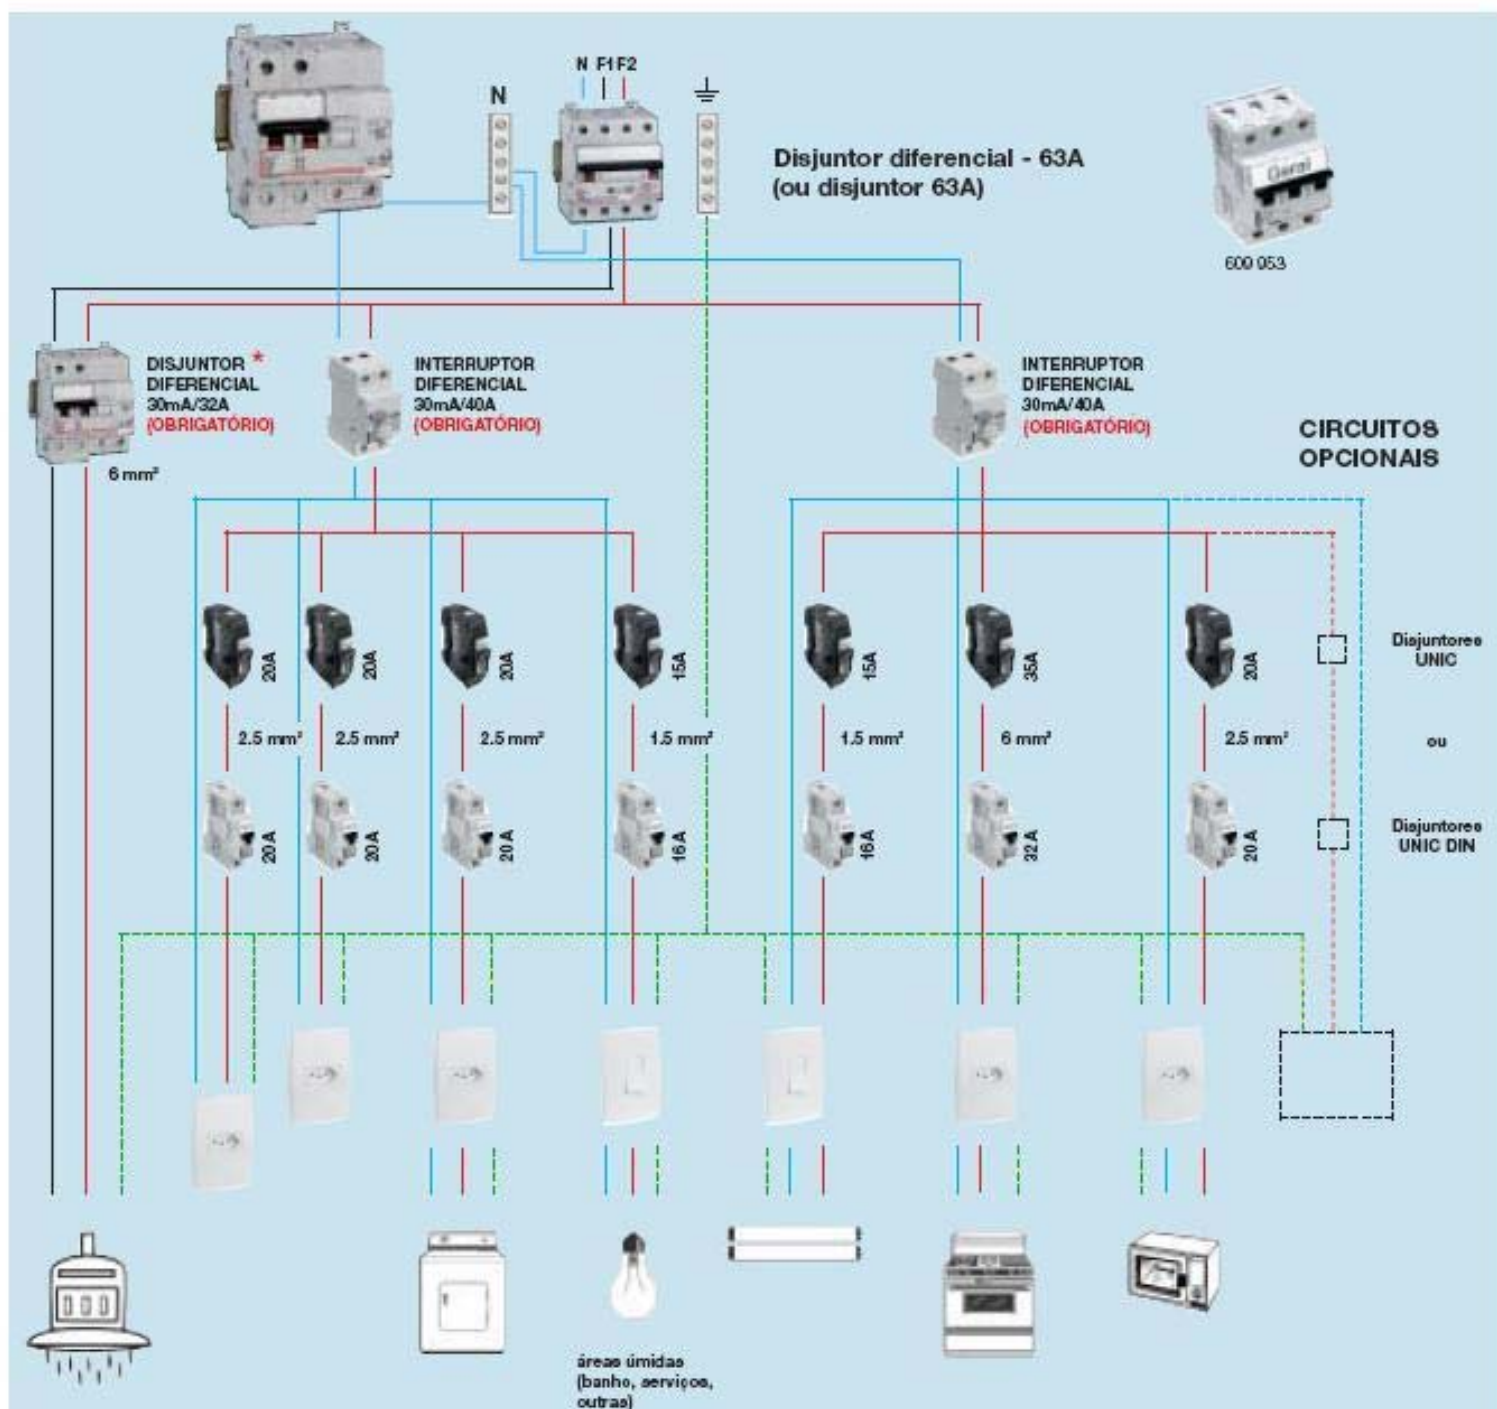 N F1 F2
N
Disjuntor diferencial - 63A
(ou disjuntor 63A)
Geral
609 953
DISJUNTOR *
DIFERENCIAL
30mA/32A
(OBRIGATÓRIO)
6 mm²
INTERRUPTOR
DIFERENCIAL
30mA/40A
(OBRIGATÓRIO)
INTERRUPTOR
DIFERENCIAL
30mA/40A
(OBRIGATÓRIO)
CIRCUITOS
OPCIONAIS
20A
20A
20A
15A
15A
35A
20A
Disjuntores
UNIC
2.5 mm²
2.5 mm²
2.5 mm²
1.5 mm²
1.5 mm²
6 mm²
2.5 mm²
ou
20A
20A
20A
16A
16A
32A
20A
Disjuntores
UNIC DIN
áreas úmidas
(banho, serviços,
outras)